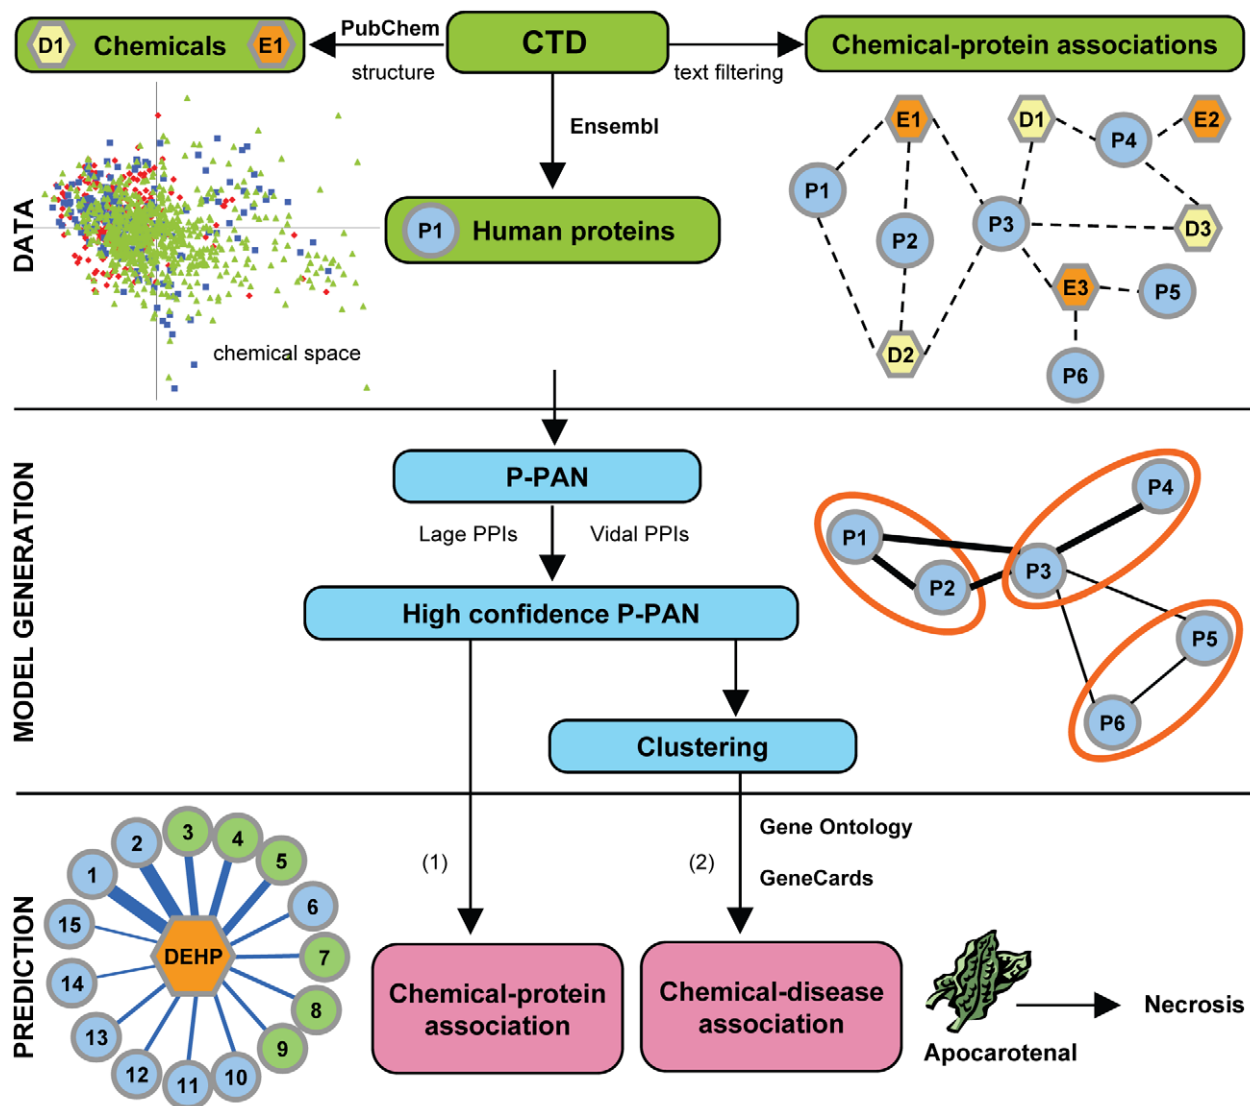 D1 Chemicals E1
PubChem
structure
CTD
text filtering
Chemical-protein associations
Ensembl
P1 Human proteins
chemical space
DATA
E1
D1
E2
P4
P1
P2
P3
D3
E3
P5
D2
P6
MODEL GENERATION
P-PAN
Lage PPIs
Vidal PPIs
High confidence P-PAN
Clustering
P4
P1
P3
P2
P5
P6
PREDICTION
DEHP
1
2
3
4
5
6
7
8
9
10
11
12
13
14
15
(1)
(2)
Gene Ontology
GeneCards
Chemical-protein
association
Chemical-disease
association
Apocarotenal
Necrosis